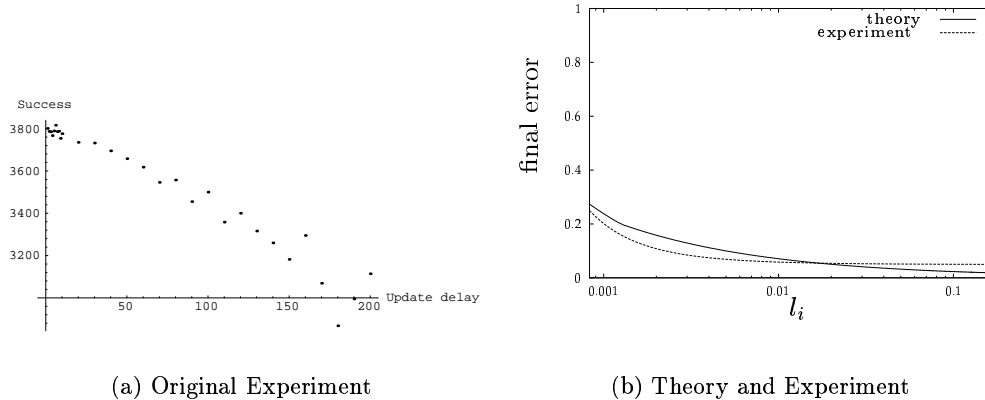 Success
3800
3600
3400
3200
50
100
150
200
Update delay
(a) Original Experiment
1
0.8
0.6
0.4
0.2
0
final error
theory
experiment
0.001
0.01
0.1
l_i
(b) Theory and Experiment